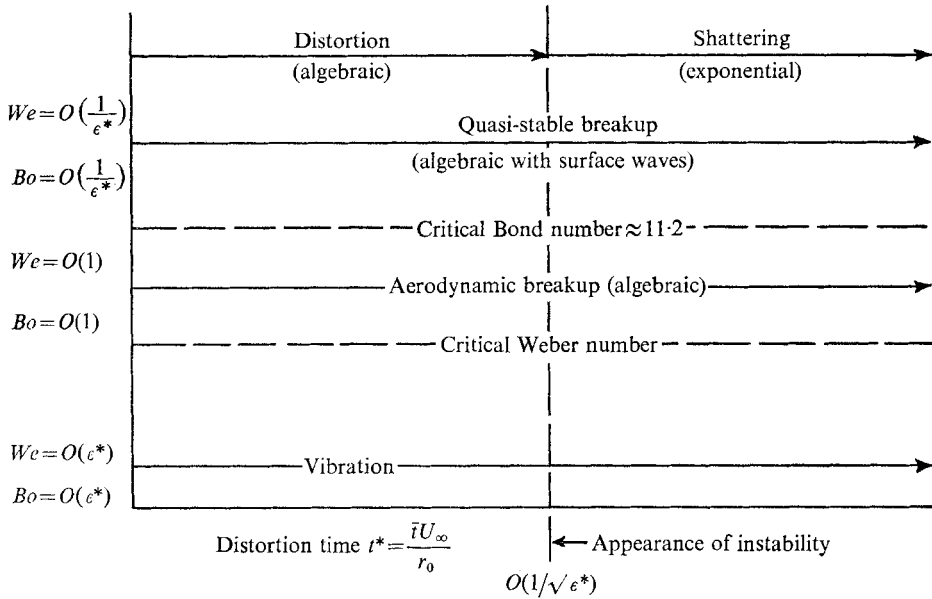 Distortion
(algebraic)
Shattering
(exponential)
We=O(1/ϵ*)
Quasi-stable breakup
(algebraic with surface waves)
Bo=O(1/ϵ*)
Critical Bond number≈11·2
We=O(1)
Aerodynamic breakup (algebraic)
Bo=O(1)
Critical Weber number
We=O(ϵ*)
Vibration
Bo=O(ϵ*)
Distortion time t*=t̄U∞/r₀
Appearance of instability
O(1/√ϵ*)